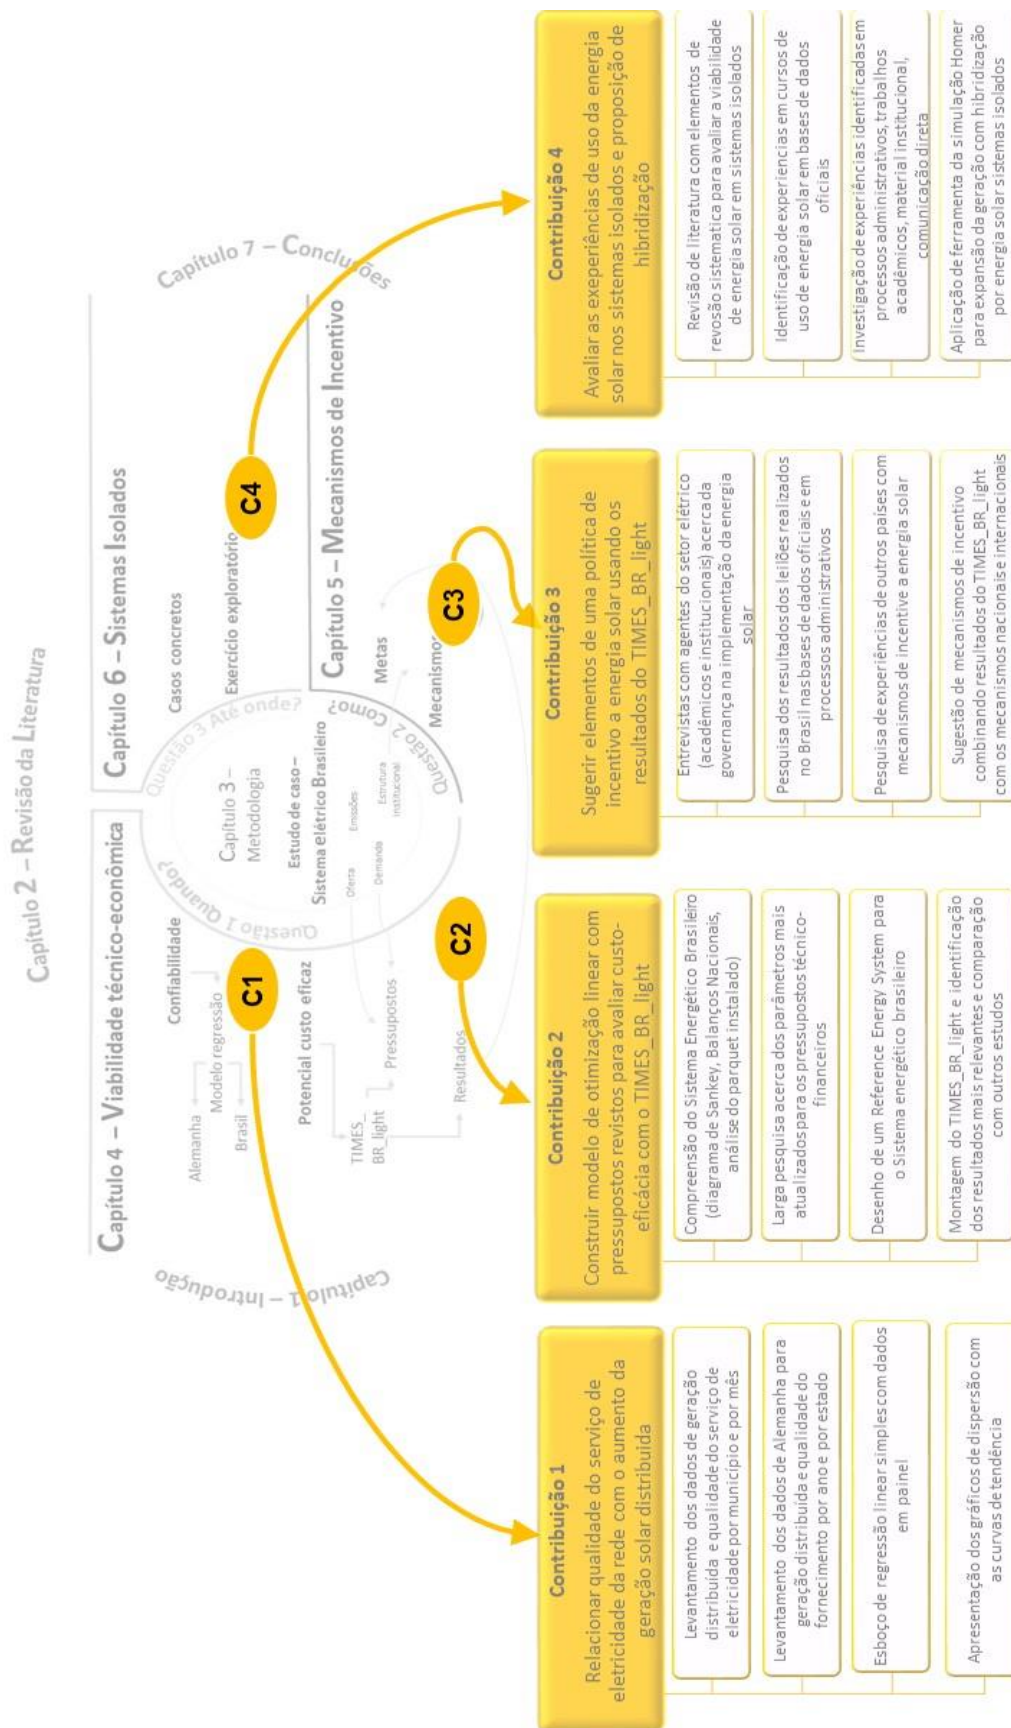 Capítulo 2 – Revisão da Literatura
Capítulo 1 – Introdução
Capítulo 4 – Viabilidade técnico-econômica
Confiabilidade
Alemanha
Modelo regressão
Brasil
C1
Potencial custo eficaz
TIMES_
BR_light
Pressupostos
Resultados
C2
Questão 1 Quando?
Questão 3 Até onde?
Questão 2 Como?
Capítulo 3 –
Metodologia
Estudo de caso –
Sistema elétrico Brasileiro
Oferta
Emissões
Demanda
Estrutura
institucional
Capítulo 6 – Sistemas Isolados
Casos concretos
Exercício exploratório
C4
Capítulo 5 – Mecanismos de Incentivo
Metas
Mecanismos
C3
Capítulo 7 – Conclusões
Contribuição 1
Relacionar qualidade do serviço de
eletricidade da rede com o aumento da
geração solar distribuida
Levantamento dos dados de geração
distribuída e qualidade do serviço de
eletricidade por município e por mês
Levantamento dos dados de Alemanha para
geração distribuída e qualidade do
fornecimento por ano e por estado
Esboço de regressão linear simples com dados
em painel
Apresentação dos gráficos de dispersão com
as curvas de tendência
Contribuição 2
Construir modelo de otimização linear com
pressupostos revistos para avaliar custo-
eficácia com o TIMES_BR_light
Compreensão do Sistema Energético Brasileiro
(diagrama de Sankey, Balanços Nacionais,
análise do parquet instalado)
Larga pesquisa acerca dos parâmetros mais
atualizados para os pressupostos técnico-
financeiros
Desenho de um Reference Energy System para
o Sistema energético brasileiro
Montagem do TIMES_BR_light e identificação
dos resultados mais relevantes e comparação
com outros estudos
Contribuição 3
Sugerir elementos de uma política de
incentivo a energia solar usando os
resultados do TIMES_BR_light
Entrevistas com agentes do setor elétrico
(acadêmicos e institucionais) acerca da
governança na implementação da energia
solar
Pesquisa dos resultados dos leilões realizados
no Brasil nas bases de dados oficiais e em
processos administrativos
Pesquisa de experiências de outros países com
mecanismos de incentive a energia solar
Sugestão de mecanismos de incentivo
combinando resultados do TIMES_BR_light
com os mecanismos nacionais e internacionais
Contribuição 4
Avaliar as exeperiências de uso da energia
solar nos sistemas isolados e proposição de
hibridização
Revisão de literatura com elementos de
revosão sistematica para avaliar a viabilidade
de energia solar em sistemas isolados
Identificação de experiencias em cursos de
uso de energia solar em bases de dados
oficiais
Investigação de experiências identificadas em
processos administrativos, trabalhos
acadêmicos, material institucional,
comunicação direta
Aplicação de ferramenta de simulação Homer
para expansão da geração com hibridização
por energia solar sistemas isolados